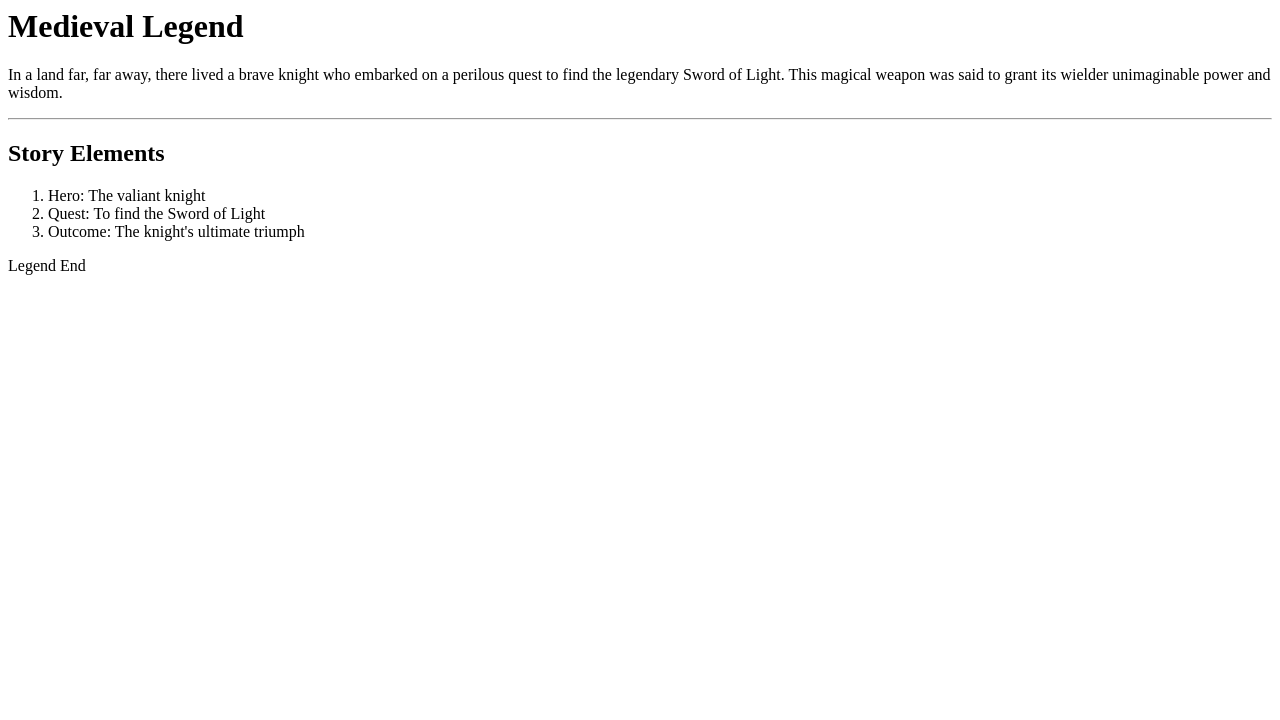 Medieval Legend
In a land far, far away, there lived a brave knight who embarked on a perilous quest to find the legendary Sword of Light. This magical weapon was said to grant its wielder unimaginable power and
wisdom.
Story Elements
1. Hero: The valiant knight
2. Quest: To find the Sword of Light
3. Outcome: The knight's ultimate triumph
Legend End